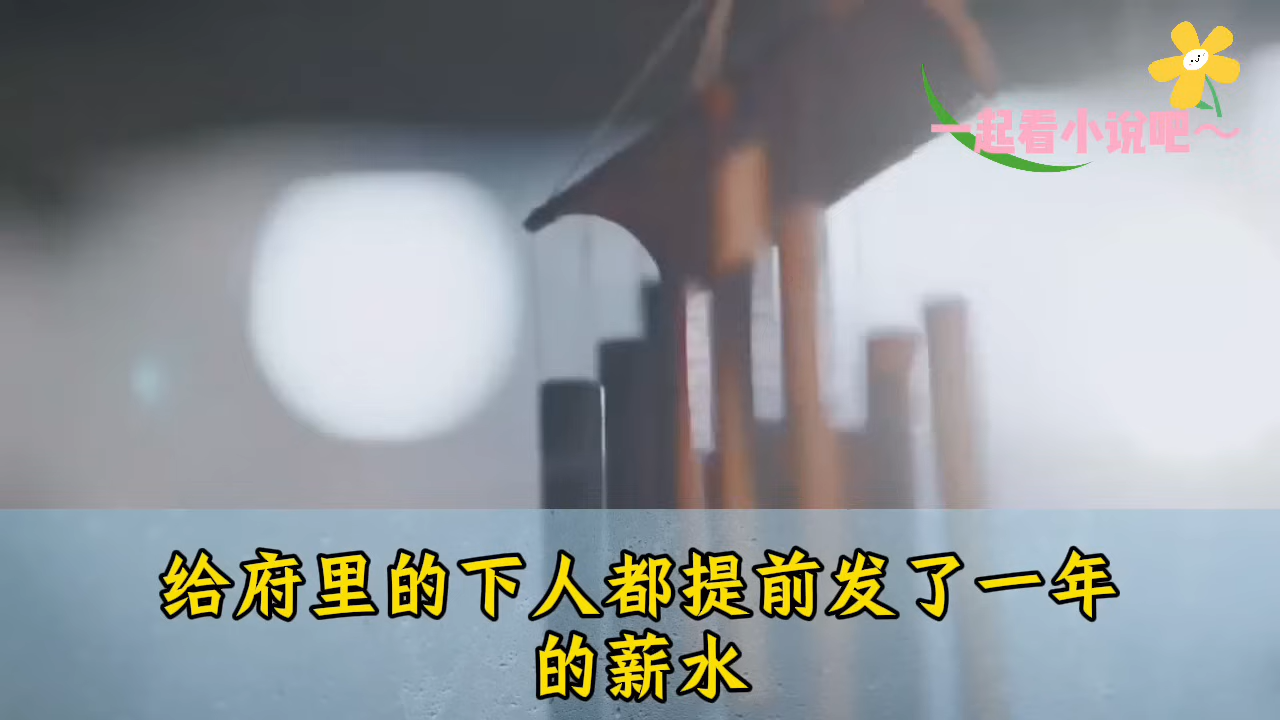 一起看小说吧～
给府里的下人都提前发了一年
的薪水